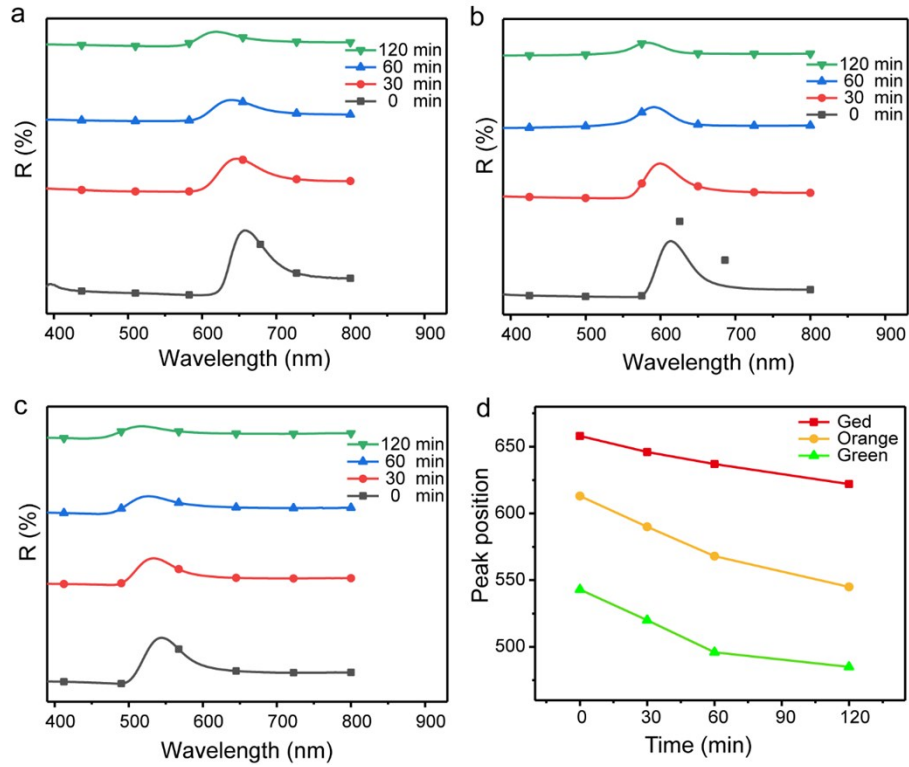 a
120 min
60 min
30 min
0 min
R (%)
400 500 600 700 800 900
Wavelength (nm)
b
120 min
60 min
30 min
0 min
R (%)
400 500 600 700 800 900
Wavelength (nm)
c
120 min
60 min
30 min
0 min
R (%)
400 500 600 700 800 900
Wavelength (nm)
d
Ged
Orange
Green
650
600
550
500
Peak position
0 30 60 90 120
Time (min)